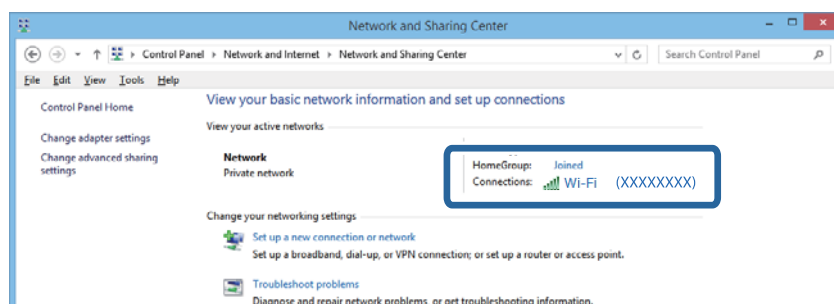 Network and Sharing Center
Control Panel Network and Internet Network and Sharing Center Search Control Panel
File Edit View Tools Help
Control Panel Home
Change adapter settings
Change advanced sharing
settings
View your basic network information and set up connections
View your active networks
Network
Private network
HomeGroup: Joined
Connections: Wi-Fi (XXXXXXXX)
Change your networking settings
Set up a new connection or network
Set up a broadband, dial-up, or VPN connection; or set up a router or access point.
Troubleshoot problems
Diagnose and repair network problems, or get troubleshooting information.